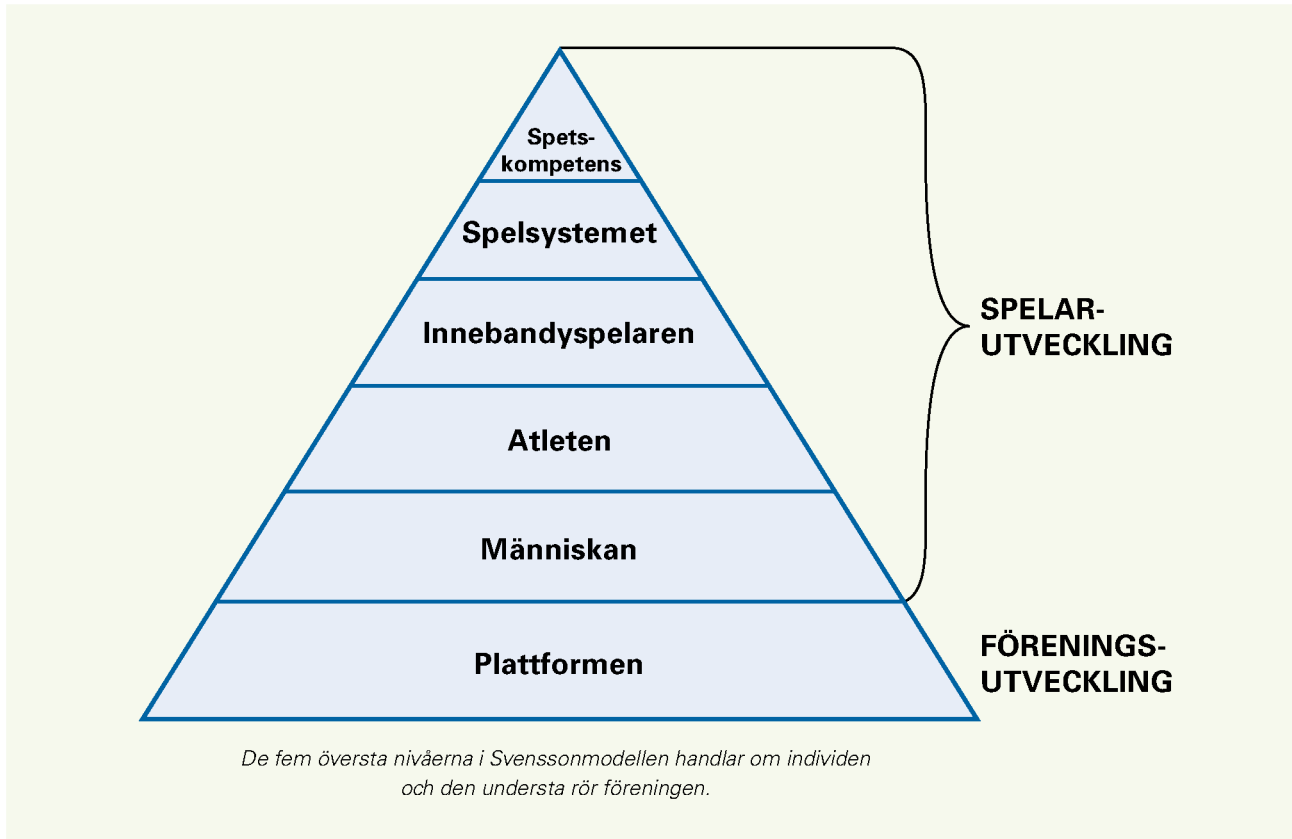 Spets-
kompetens
Spelsystemet
Innebandyspelaren
Atleten
Människan
Plattformen
SPELAR-
UTVECKLING
FÖRENINGS-
UTVECKLING
De fem översta nivåerna i Svenssonmodellen handlar om individen
och den understa rör föreningen.